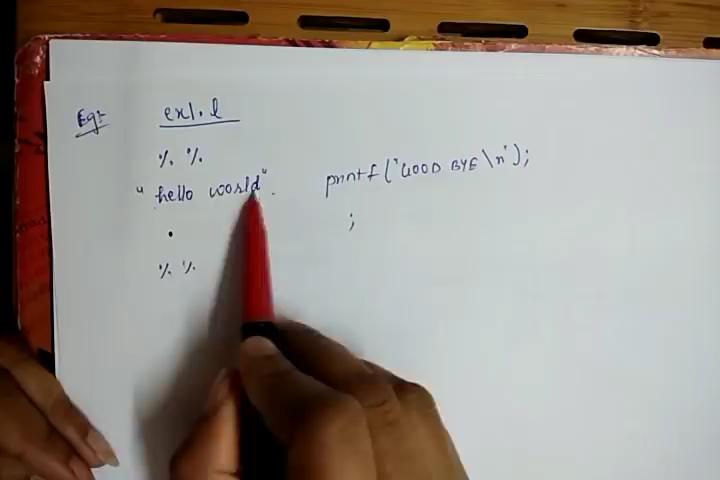 Eg:- ex1.l
%%
"hello world". printf("GOOD BYE\n");
. ;
%%